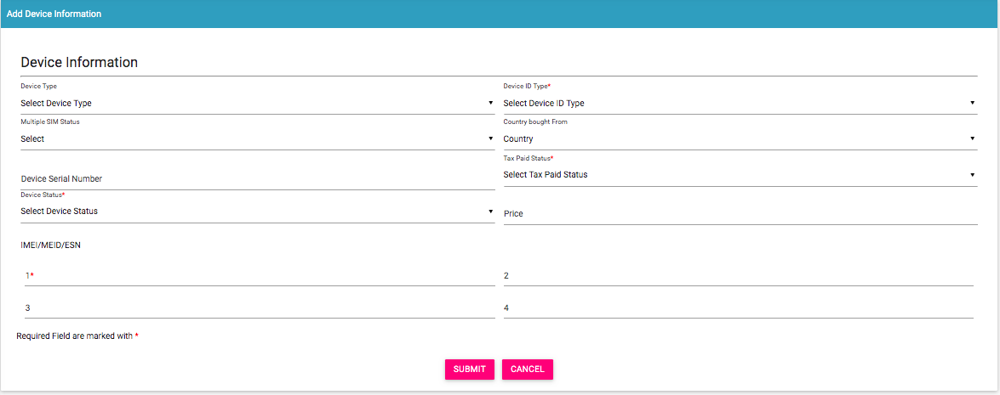 Add Device Information
Device Information
Device Type
Device ID Type*
Select Device Type
Select Device ID Type
Multiple SIM Status
Country bought From
Select
Country
Tax Paid Status*
Device Serial Number
Select Tax Paid Status
Device Status*
Select Device Status
Price
IMEI/MEID/ESN
1*
2
3
4
Required Field are marked with *
SUBMIT
CANCEL